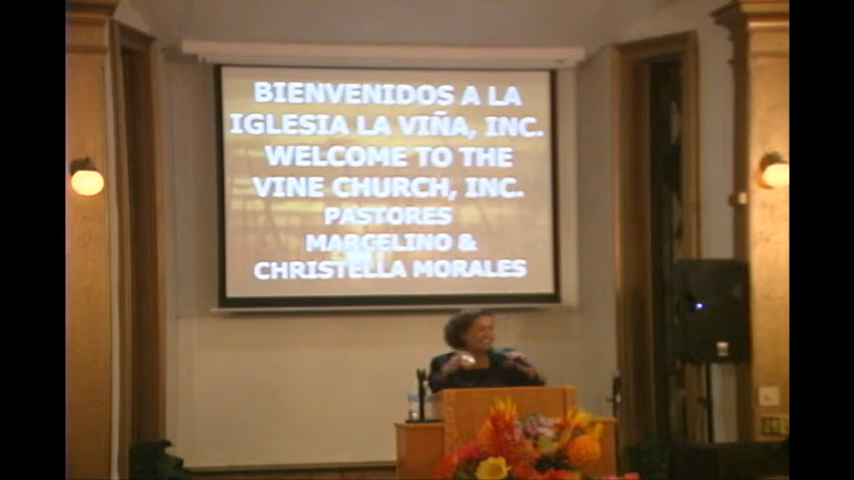 BIENVENIDOS A LA
IGLESIA LA VIÑA, INC.
WELCOME TO THE
VINE CHURCH, INC.
PASTORES
MARCELINO &
CHRISTELLA MORALES